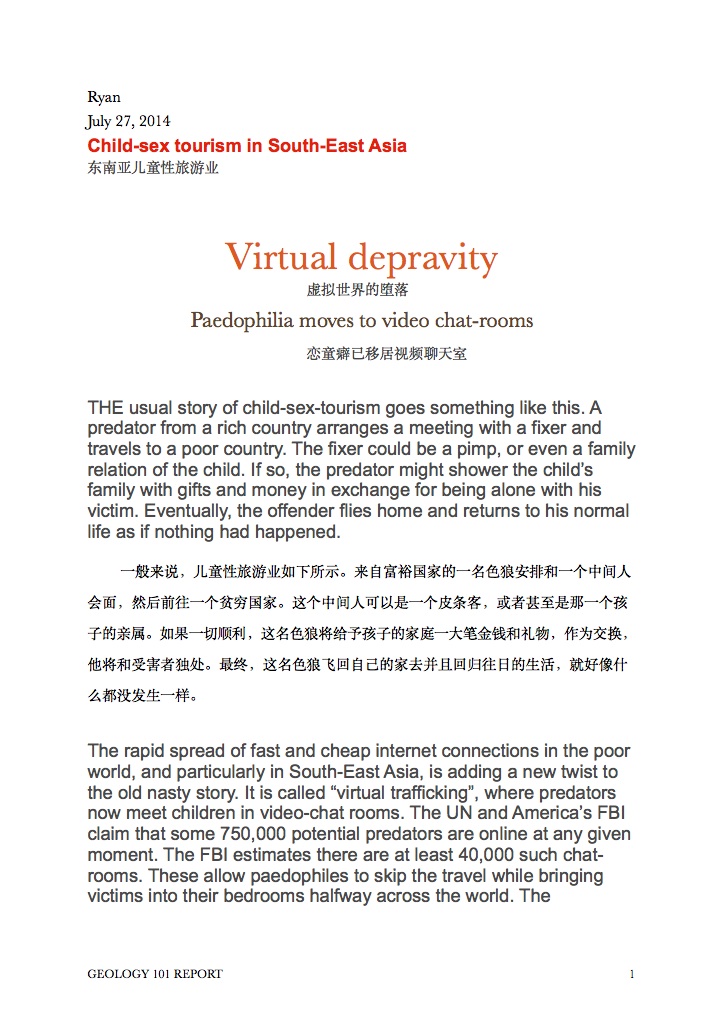 Ryan
July 27, 2014
Child-sex tourism in South-East Asia
东南亚儿童性旅游业
Virtual depravity
虚拟世界的堕落
Paedophilia moves to video chat-rooms
恋童癖已移居视频聊天室
THE usual story of child-sex-tourism goes something like this. A
predator from a rich country arranges a meeting with a fixer and
travels to a poor country. The fixer could be a pimp, or even a family
relation of the child. If so, the predator might shower the child’s
family with gifts and money in exchange for being alone with his
victim. Eventually, the offender flies home and returns to his normal
life as if nothing had happened.
一般来说，儿童性旅游业如下所示。来自富裕国家的一名色狼安排和一个中间人
会面，然后前往一个贫穷国家。这个中间人可以是一个皮条客，或者甚至是那一个孩
子的亲属。如果一切顺利，这名色狼将给予孩子的家庭一大笔金钱和礼物，作为交换，
他将和受害者独处。最终，这名色狼飞回自己的家去并且回归往日的生活，就好像什
么都没发生一样。
The rapid spread of fast and cheap internet connections in the poor
world, and particularly in South-East Asia, is adding a new twist to
the old nasty story. It is called “virtual trafficking”, where predators
now meet children in video-chat rooms. The UN and America’s FBI
claim that some 750,000 potential predators are online at any given
moment. The FBI estimates there are at least 40,000 such chat-
rooms. These allow paedophiles to skip the travel while bringing
victims into their bedrooms halfway across the world. The
GEOLOGY 101 REPORT 1